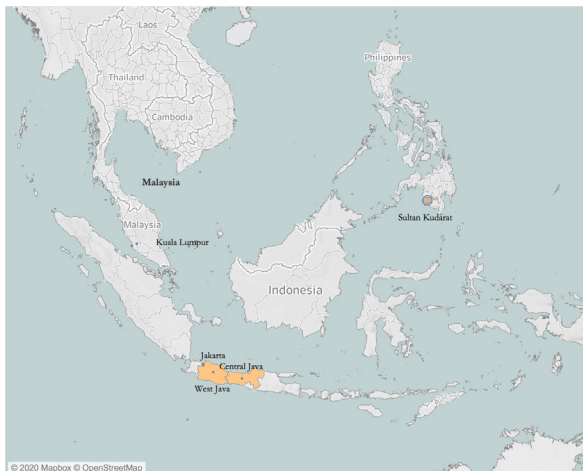 Laos
Philippines
Thailand
Cambodia
Malaysia
Sultan Kudarat
Malaysia
Kuala Lumpur
Indonesia
Jakarta
Central Java
West Java
© 2020 Mapbox © OpenStreetMap